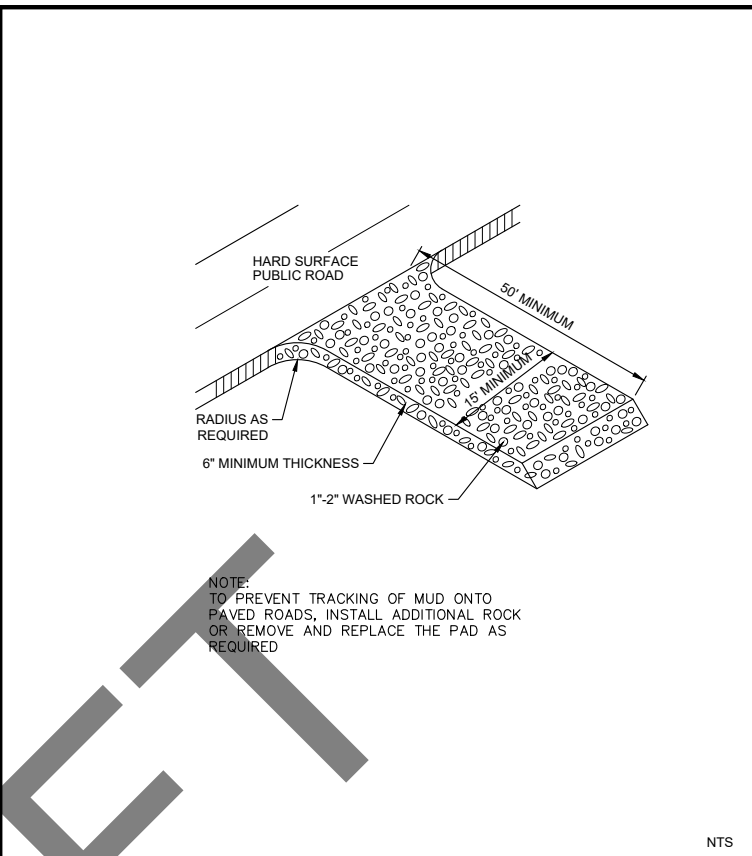 HARD SURFACE
PUBLIC ROAD
50' MINIMUM
15' MINIMUM
RADIUS AS
REQUIRED
6" MINIMUM THICKNESS
1"-2" WASHED ROCK
NOTE:
TO PREVENT TRACKING OF MUD ONTO
PAVED ROADS, INSTALL ADDITIONAL ROCK
OR REMOVE AND REPLACE THE PAD AS
REQUIRED
NTS